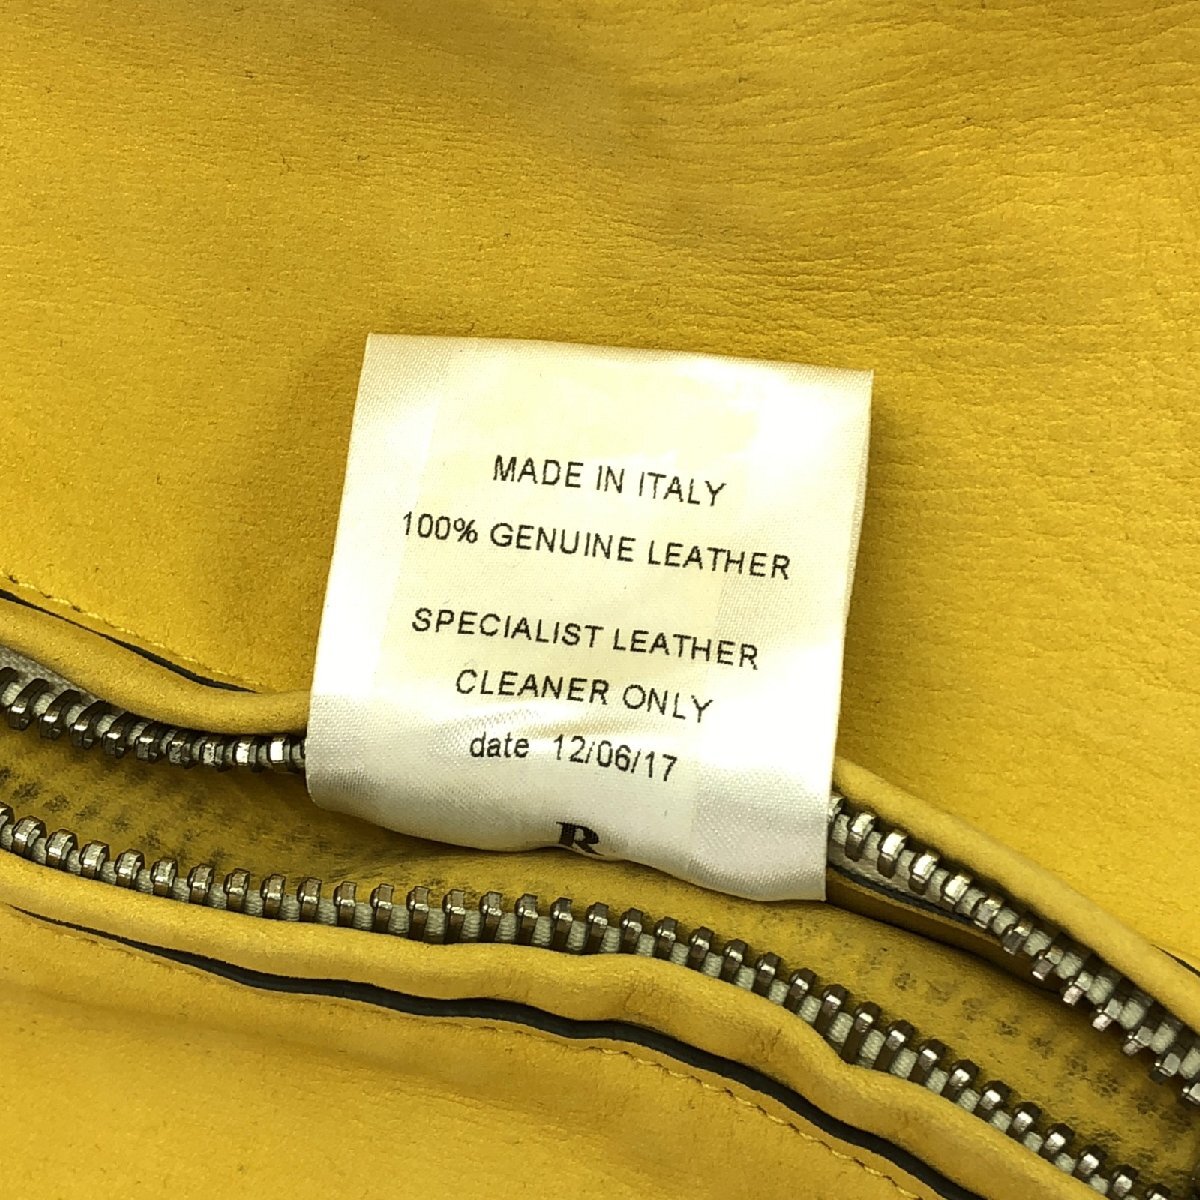 MADE IN ITALY
100% GENUINE LEATHER
SPECIALIST LEATHER
CLEANER ONLY
date 12/06/17
R